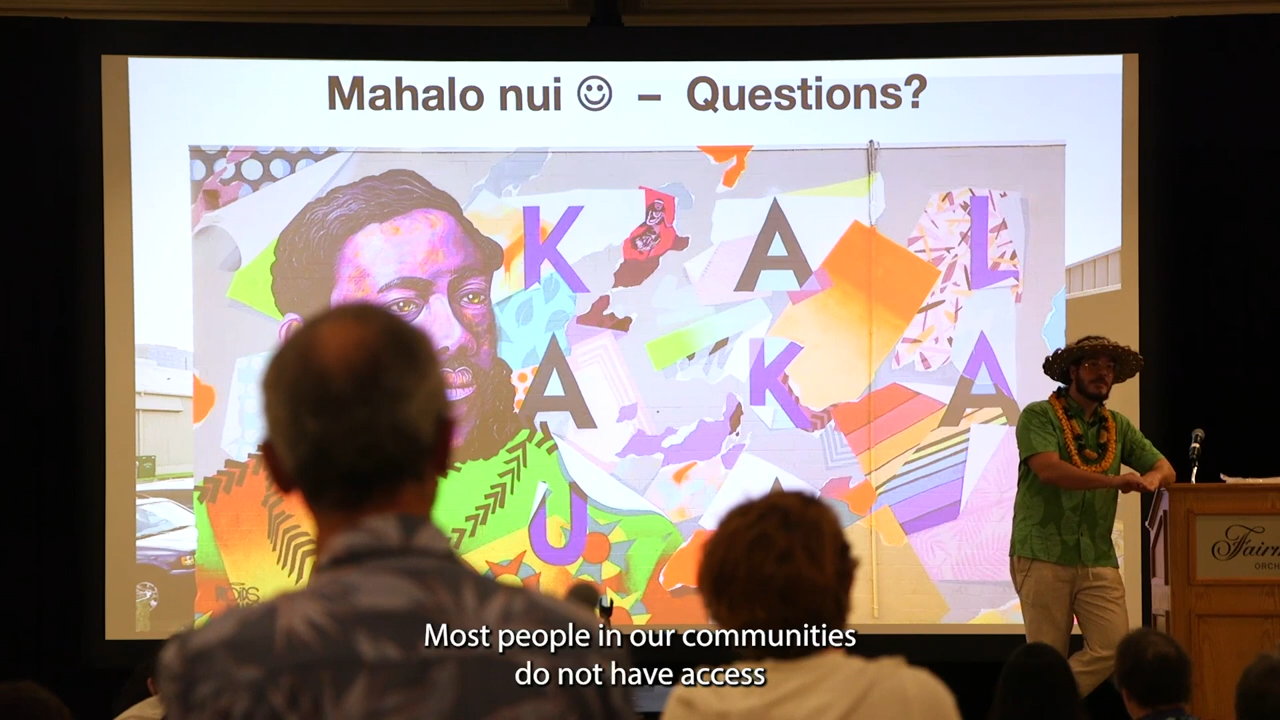 Mahalo nui ☺ – Questions?
K A L
A K A
U
Most people in our communities
do not have access